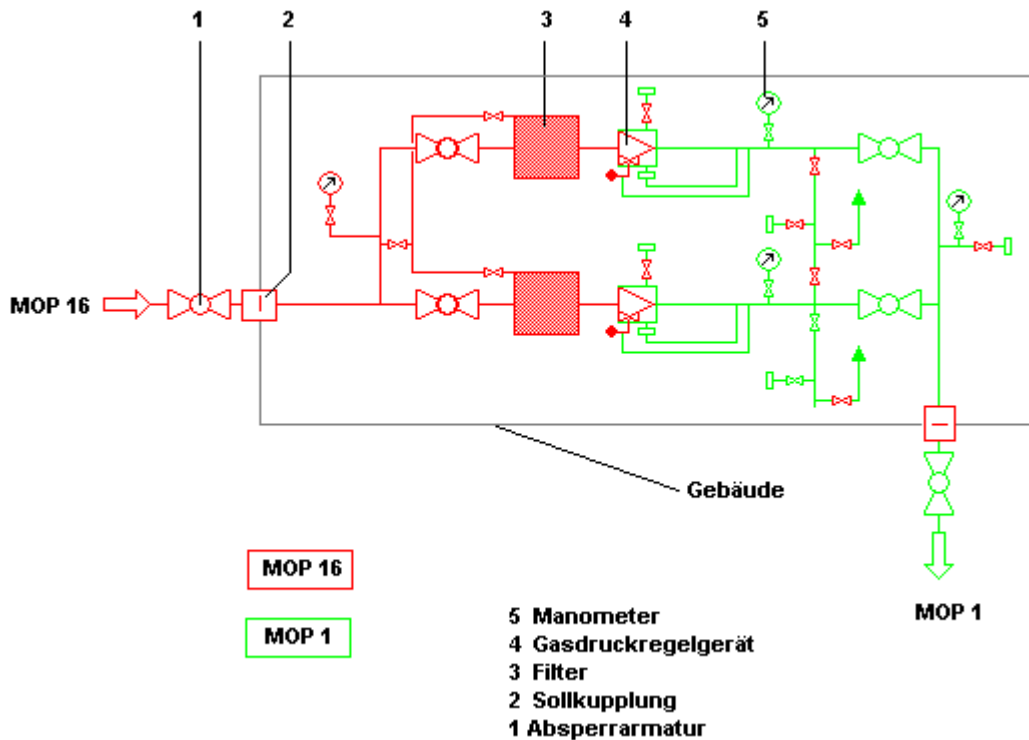 1 2 3 4 5
MOP 16
Gebäude
MOP 16
MOP 1
MOP 1
5 Manometer
4 Gasdruckregelgerät
3 Filter
2 Sollkupplung
1 Absperrarmatur